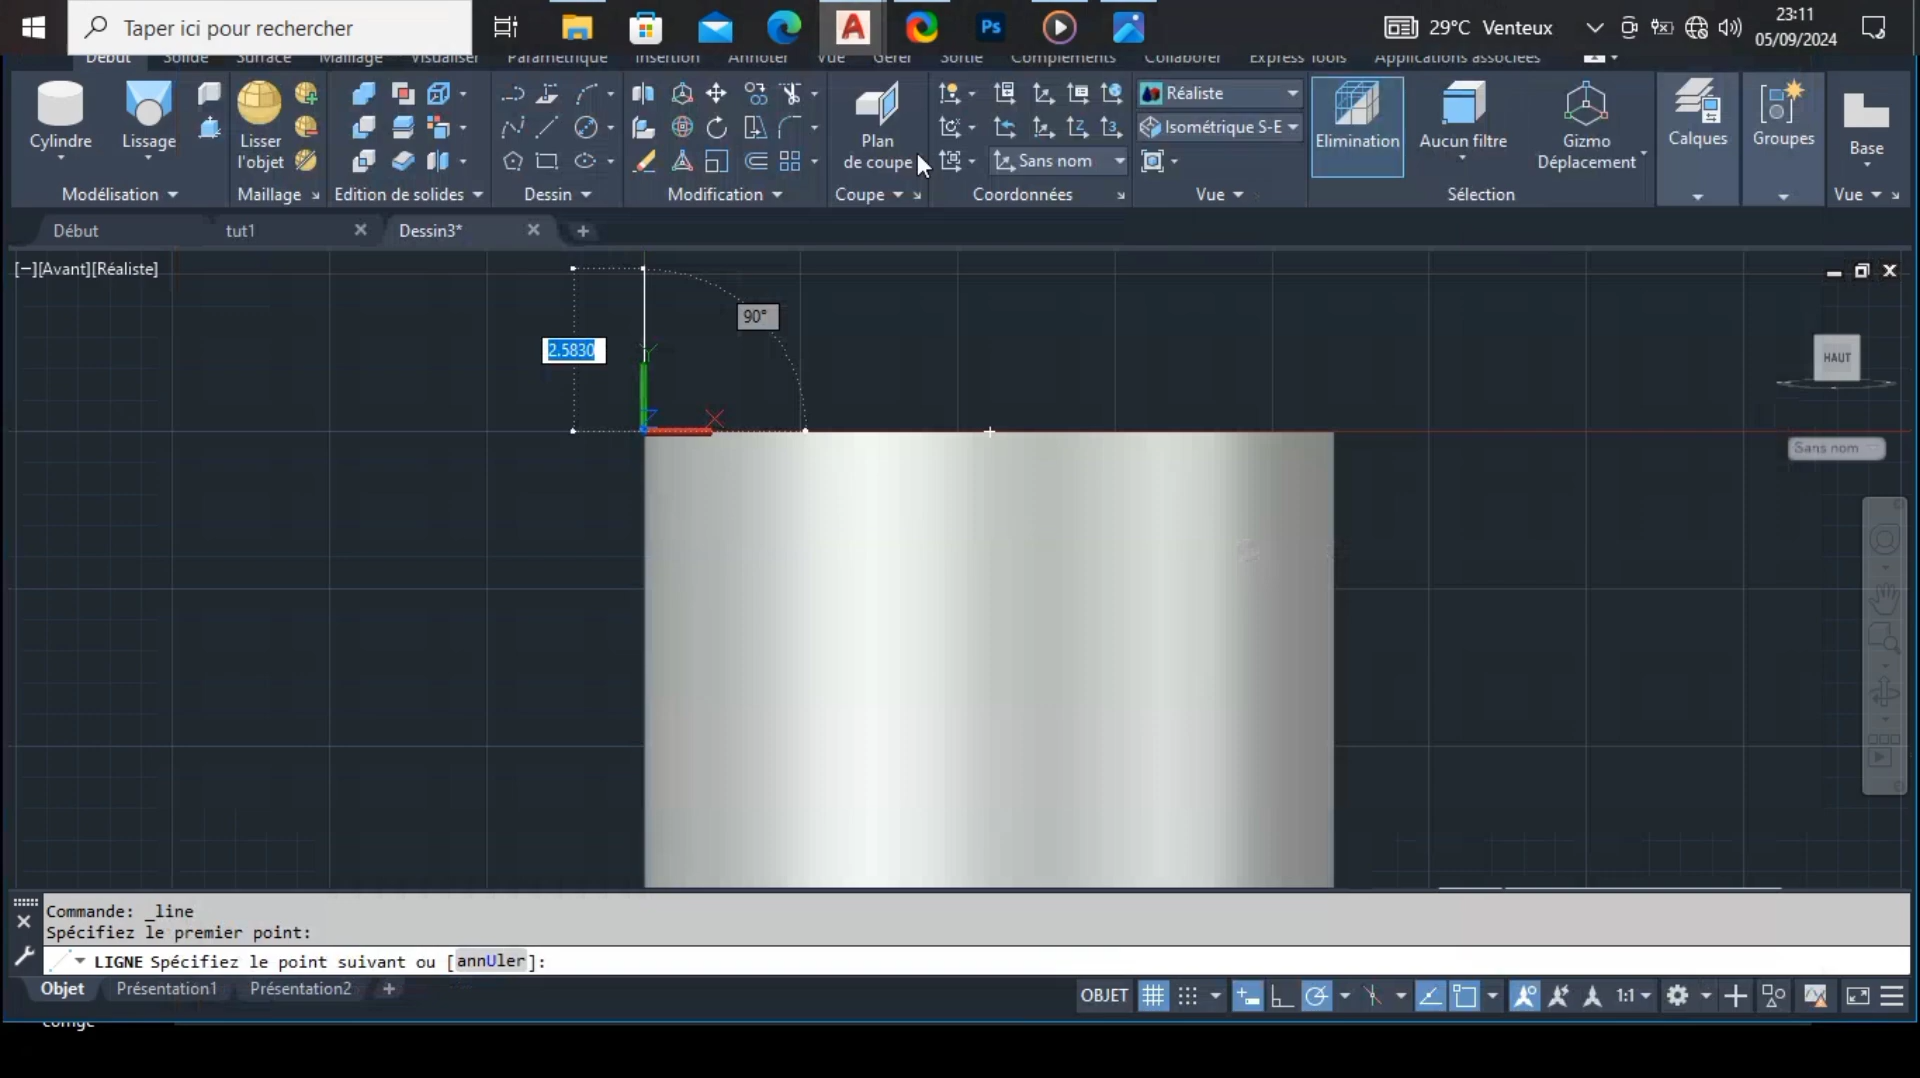 Taper ici pour rechercher
Ps
29°C Venteux
23:11
05/09/2024
Début Solide Surface Maillage Visualiser Paramétrique Insertion Annoter Vue Gérer Sortie Compléments Collaborer Express Tools Applications associées
Cylindre
Lissage
Lisser
l'objet
Plan
de coupe
Réaliste
Isométrique S-E
Sans nom
Elimination
Aucun filtre
Gizmo
Déplacement
Calques
Groupes
Base
Modélisation
Maillage
Edition de solides
Dessin
Modification
Coupe
Coordonnées
Vue
Sélection
Vue
Début
tut1
Dessin3*
[−][Avant][Réaliste]
90°
2.5830
Y
Z
X
HAUT
Sans nom
Commande: _line
Spécifiez le premier point:
LIGNE Spécifiez le point suivant ou [annUler]:
Objet
Présentation1
Présentation2
OBJET
1:1